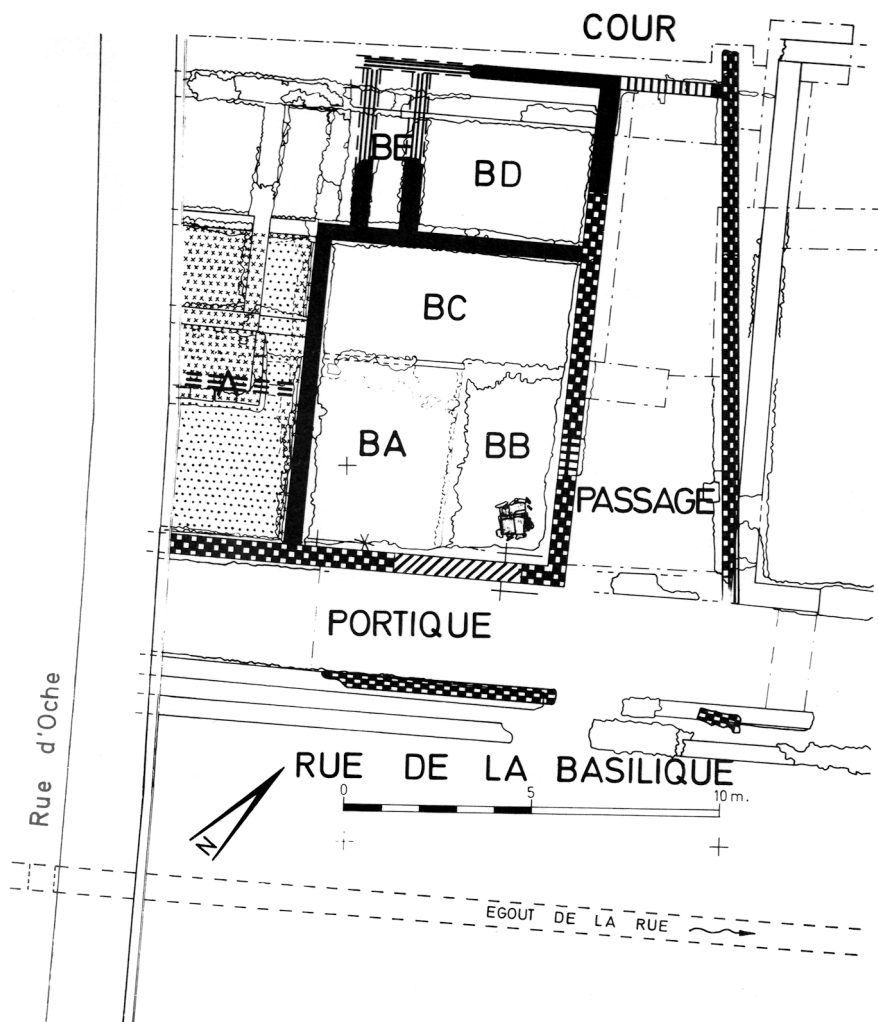 COUR
BE
BD
BC
A
BA
BB
PASSAGE
PORTIQUE
Rue d'Oche
RUE DE LA BASILIQUE
0 5 10 m.
N
EGOUT DE LA RUE